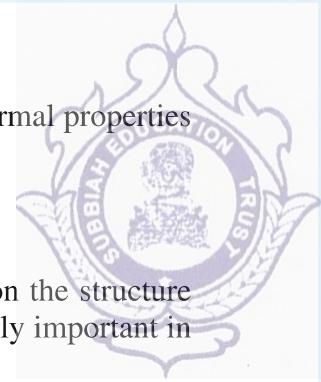 rmal properties
SUBBIAH EDUCATION TRUST
on the structure
ly important in